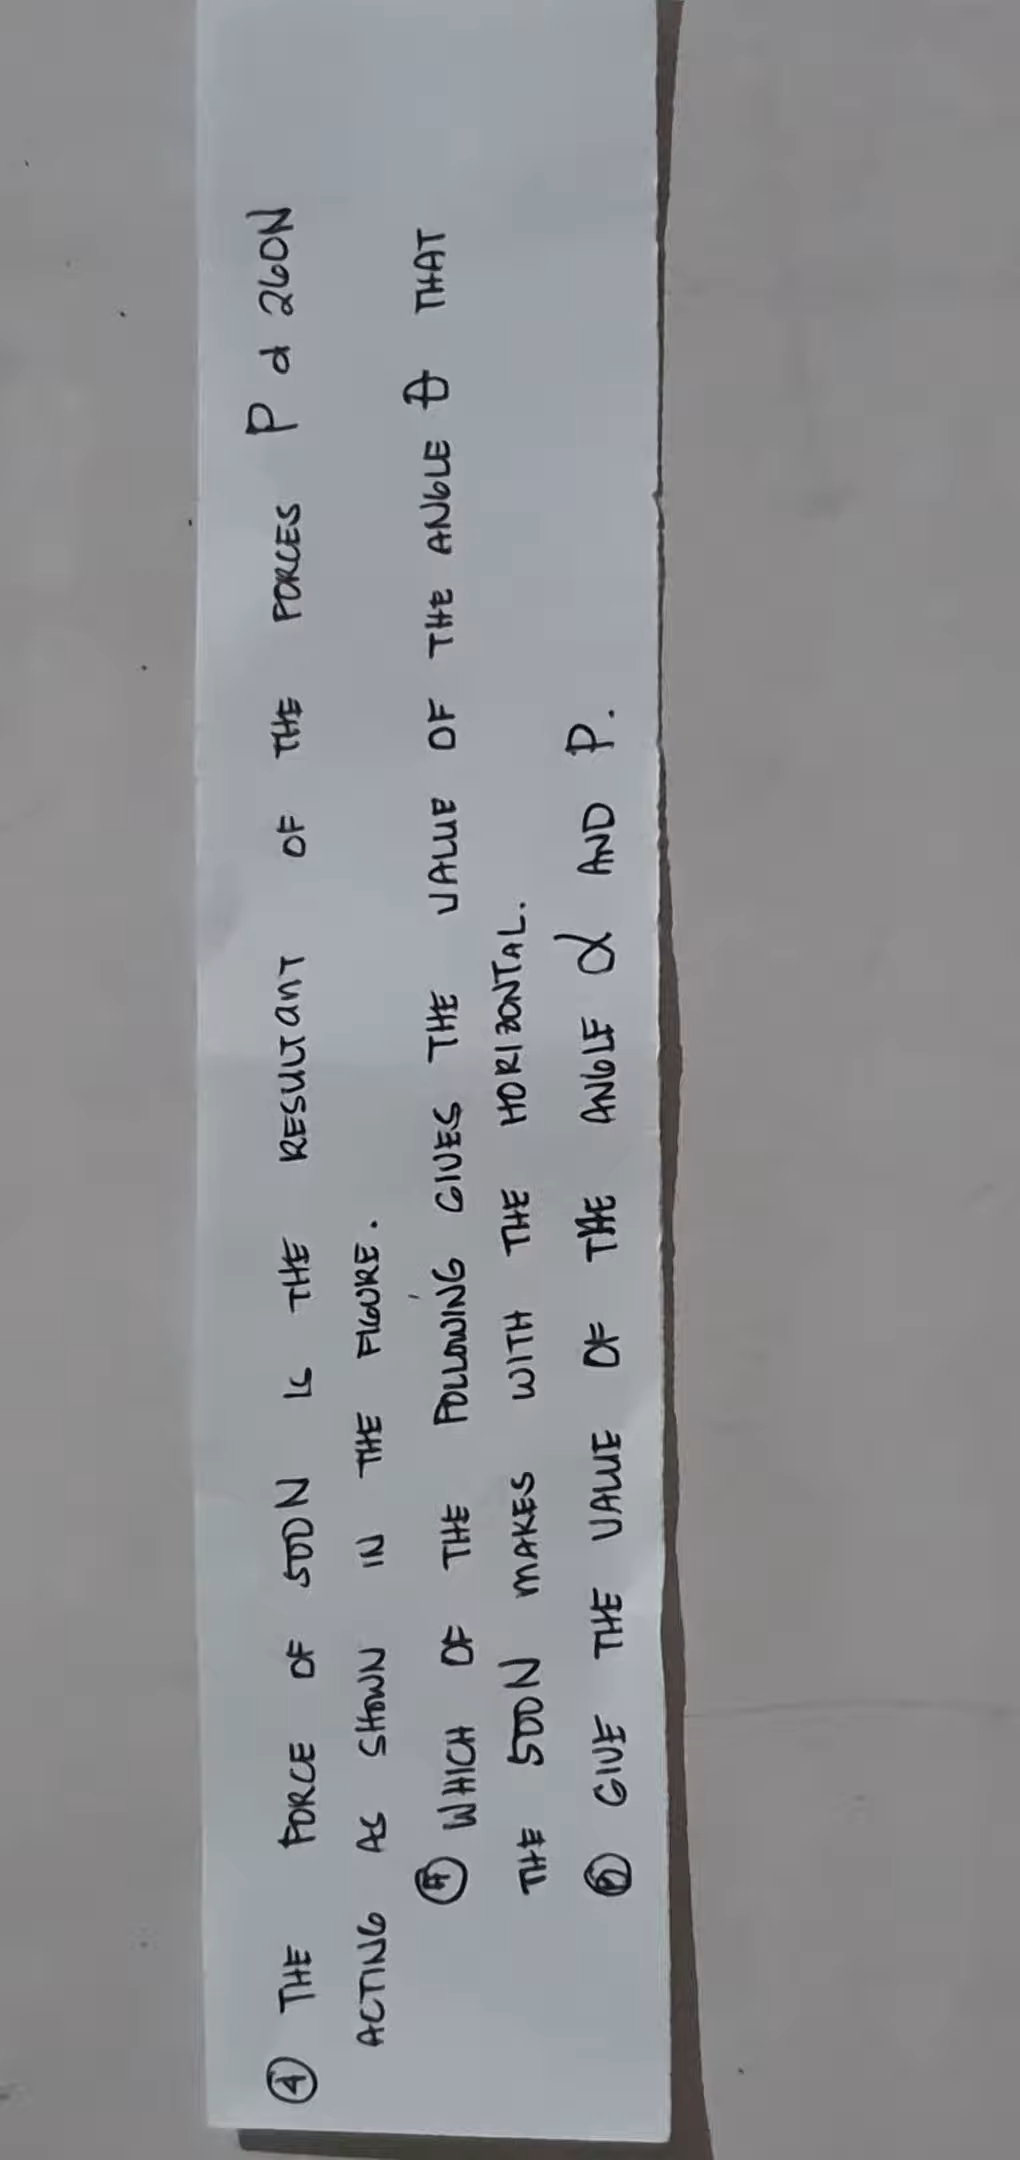 ④ THE FORCE OF 500N IS THE RESULTANT OF THE FORCES P & 260N
ACTING AS SHOWN IN THE FIGURE.
WHICH OF THE FOLLOWING GIVES THE VALUE OF THE ANGLE θ THAT
THE 500N MAKES WITH THE HORIZONTAL.
GIVE THE VALUE OF THE ANGLE α AND P.